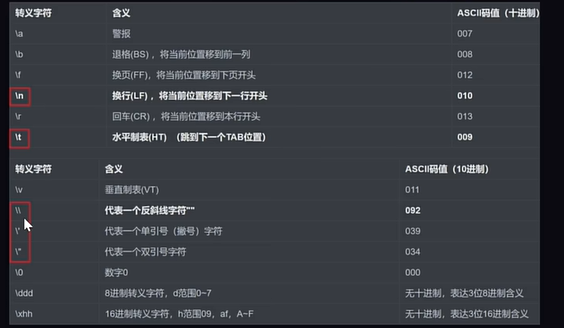 转义字符 含义 ASCII码值（十进制）
\a 警报 007
\b 退格(BS) ，将当前位置移到前一列 008
\f 换页(FF)，将当前位置移到下页开头 012
\n 换行(LF) ，将当前位置移到下一行开头 010
\r 回车(CR) ，将当前位置移到本行开头 013
\t 水平制表(HT) （跳到下一个TAB位置） 009
转义字符 含义 ASCII码值（10进制）
\v 垂直制表(VT) 011
\\ 代表一个反斜线字符"" 092
\' 代表一个单引号（撇号）字符 039
\" 代表一个双引号字符 034
\0 数字0 000
\ddd 8进制转义字符，d范围0~7 无十进制，表达3位8进制含义
\xhh 16进制转义字符，h范围09，af，A~F 无十进制，表达3位16进制含义